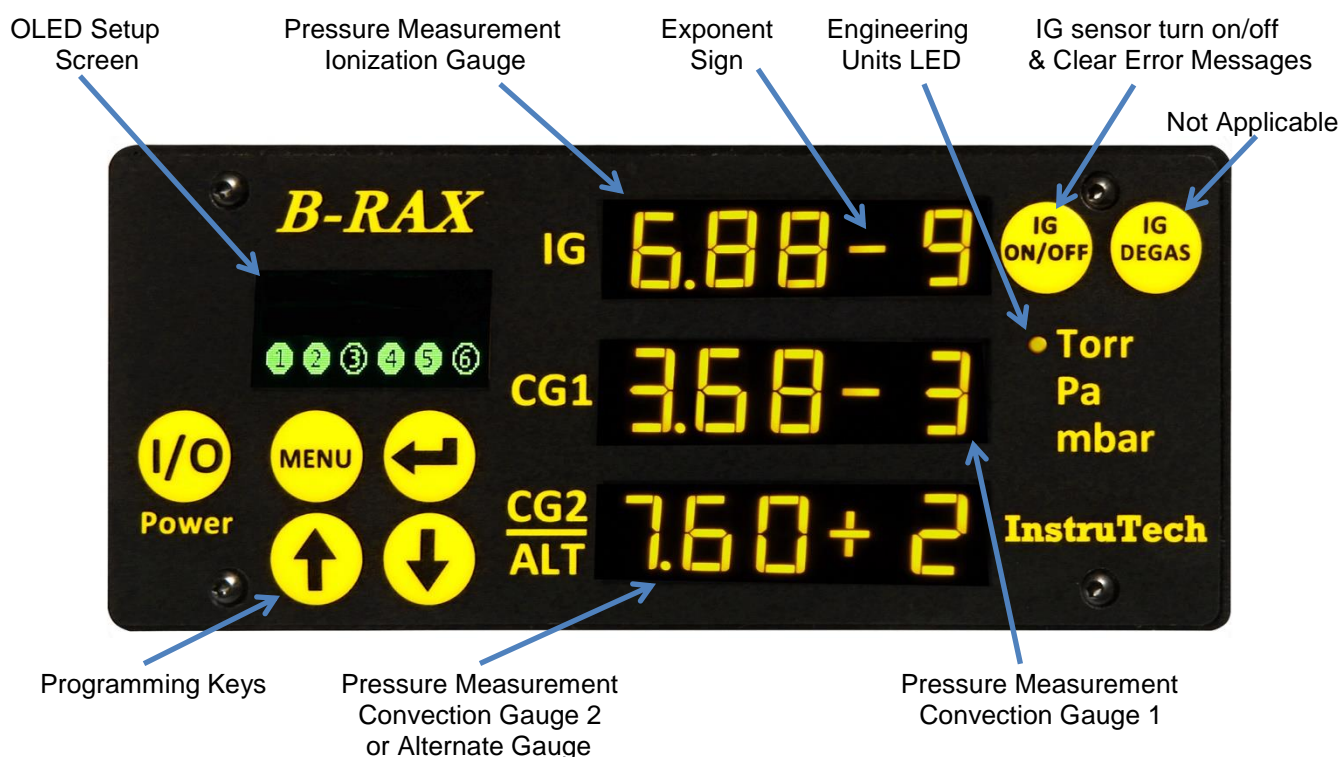 OLED Setup
Screen
Pressure Measurement
Ionization Gauge
Exponent
Sign
Engineering
Units LED
IG sensor turn on/off
& Clear Error Messages
Not Applicable
B-RAX
IG
6.88- 9
IG
ON/OFF
IG
DEGAS
1 2 3 4 5 6
CG1
3.68- 3
Torr
Pa
mbar
I/O
Power
MENU
CG2
ALT
7.60+ 2
InstruTech
Programming Keys
Pressure Measurement
Convection Gauge 2
or Alternate Gauge
Pressure Measurement
Convection Gauge 1